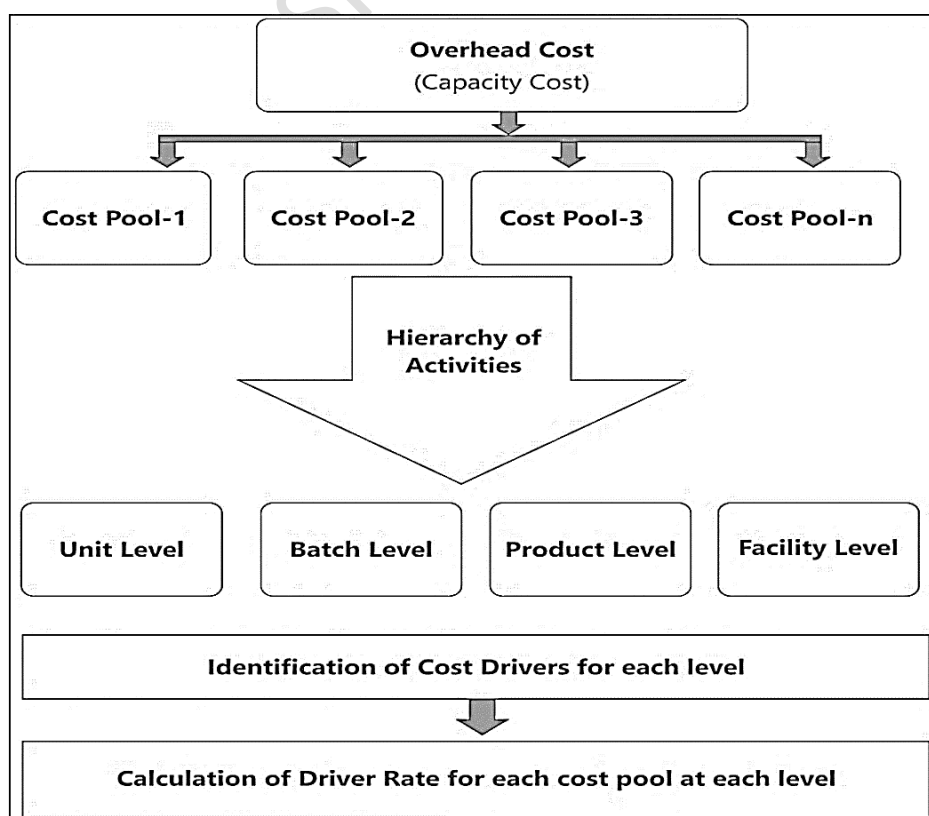 Overhead Cost
(Capacity Cost)
Cost Pool-1
Cost Pool-2
Cost Pool-3
Cost Pool-n
Hierarchy of
Activities
Unit Level
Batch Level
Product Level
Facility Level
Identification of Cost Drivers for each level
Calculation of Driver Rate for each cost pool at each level